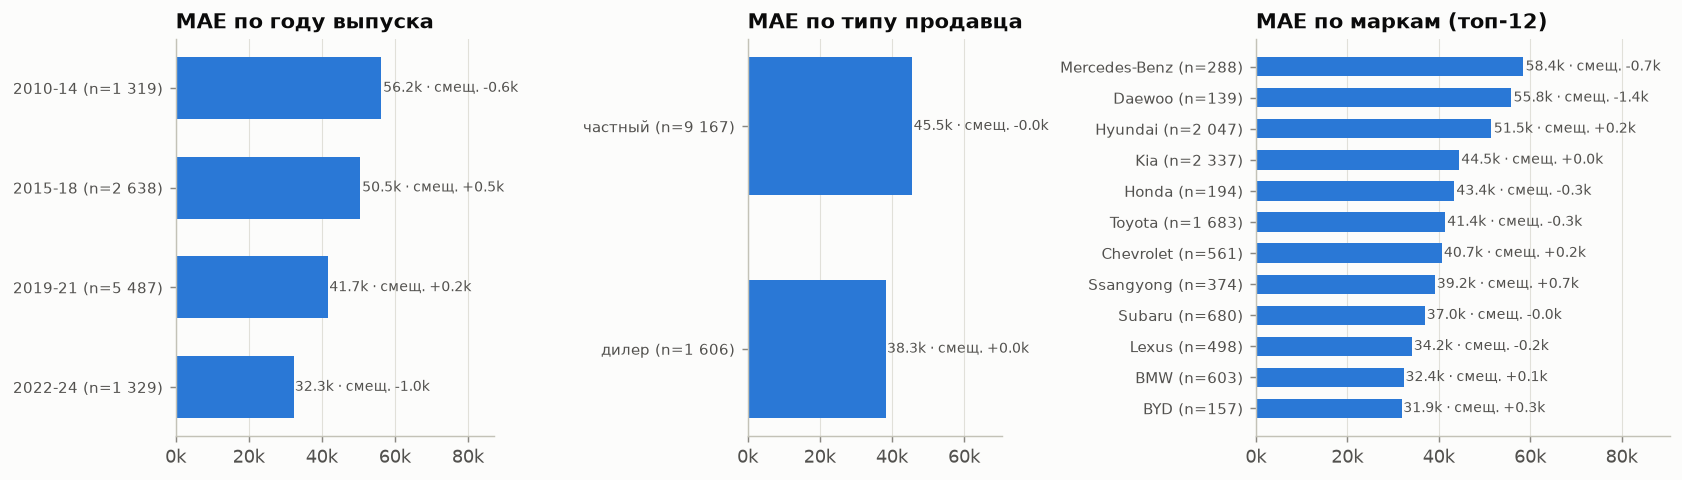 MAE по году выпуска
2010-14 (n=1 319)
56.2k · смещ. -0.6k
2015-18 (n=2 638)
50.5k · смещ. +0.5k
2019-21 (n=5 487)
41.7k · смещ. +0.2k
2022-24 (n=1 329)
32.3k · смещ. -1.0k
0k 20k 40k 60k 80k
MAE по типу продавца
частный (n=9 167)
45.5k · смещ. -0.0k
дилер (n=1 606)
38.3k · смещ. +0.0k
0k 20k 40k 60k
MAE по маркам (топ-12)
Mercedes-Benz (n=288)
58.4k · смещ. -0.7k
Daewoo (n=139)
55.8k · смещ. -1.4k
Hyundai (n=2 047)
51.5k · смещ. +0.2k
Kia (n=2 337)
44.5k · смещ. +0.0k
Honda (n=194)
43.4k · смещ. -0.3k
Toyota (n=1 683)
41.4k · смещ. -0.3k
Chevrolet (n=561)
40.7k · смещ. +0.2k
Ssangyong (n=374)
39.2k · смещ. +0.7k
Subaru (n=680)
37.0k · смещ. -0.0k
Lexus (n=498)
34.2k · смещ. -0.2k
BMW (n=603)
32.4k · смещ. +0.1k
BYD (n=157)
31.9k · смещ. +0.3k
0k 20k 40k 60k 80k